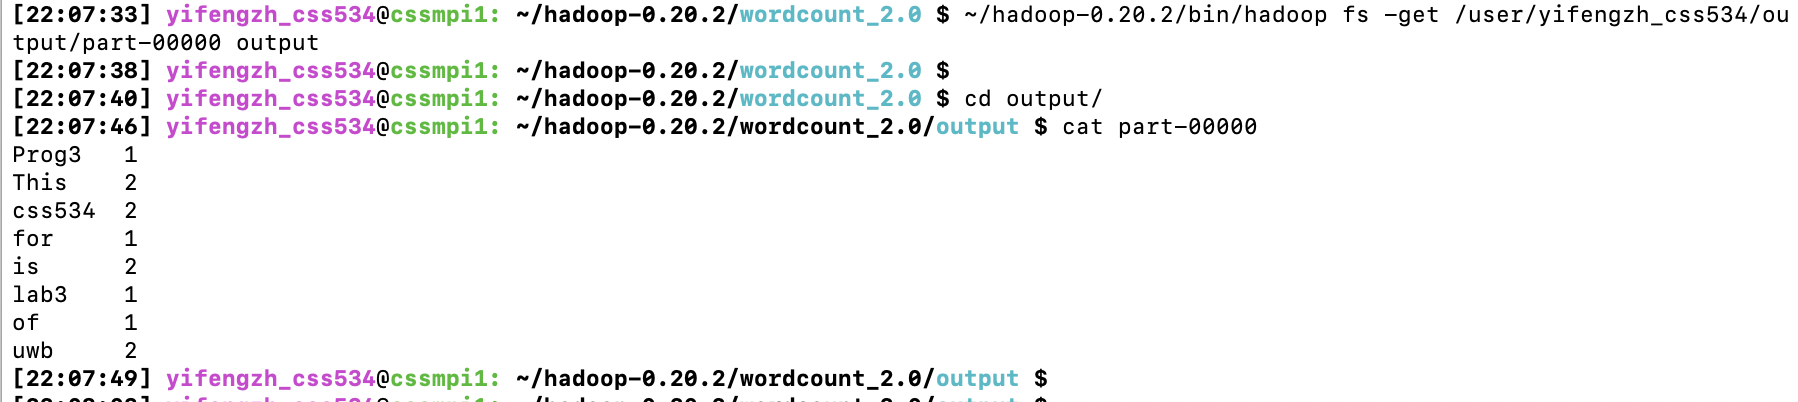 [22:07:33] yifengzh_css534@cssmpi1: ~/hadoop-0.20.2/wordcount_2.0 $ ~/hadoop-0.20.2/bin/hadoop fs -get /user/yifengzh_css534/ou
tput/part-00000 output
[22:07:38] yifengzh_css534@cssmpi1: ~/hadoop-0.20.2/wordcount_2.0 $
[22:07:40] yifengzh_css534@cssmpi1: ~/hadoop-0.20.2/wordcount_2.0 $ cd output/
[22:07:46] yifengzh_css534@cssmpi1: ~/hadoop-0.20.2/wordcount_2.0/output $ cat part-00000
Prog3   1
This    2
css534  2
for     1
is      2
lab3    1
of      1
uwb     2
[22:07:49] yifengzh_css534@cssmpi1: ~/hadoop-0.20.2/wordcount_2.0/output $